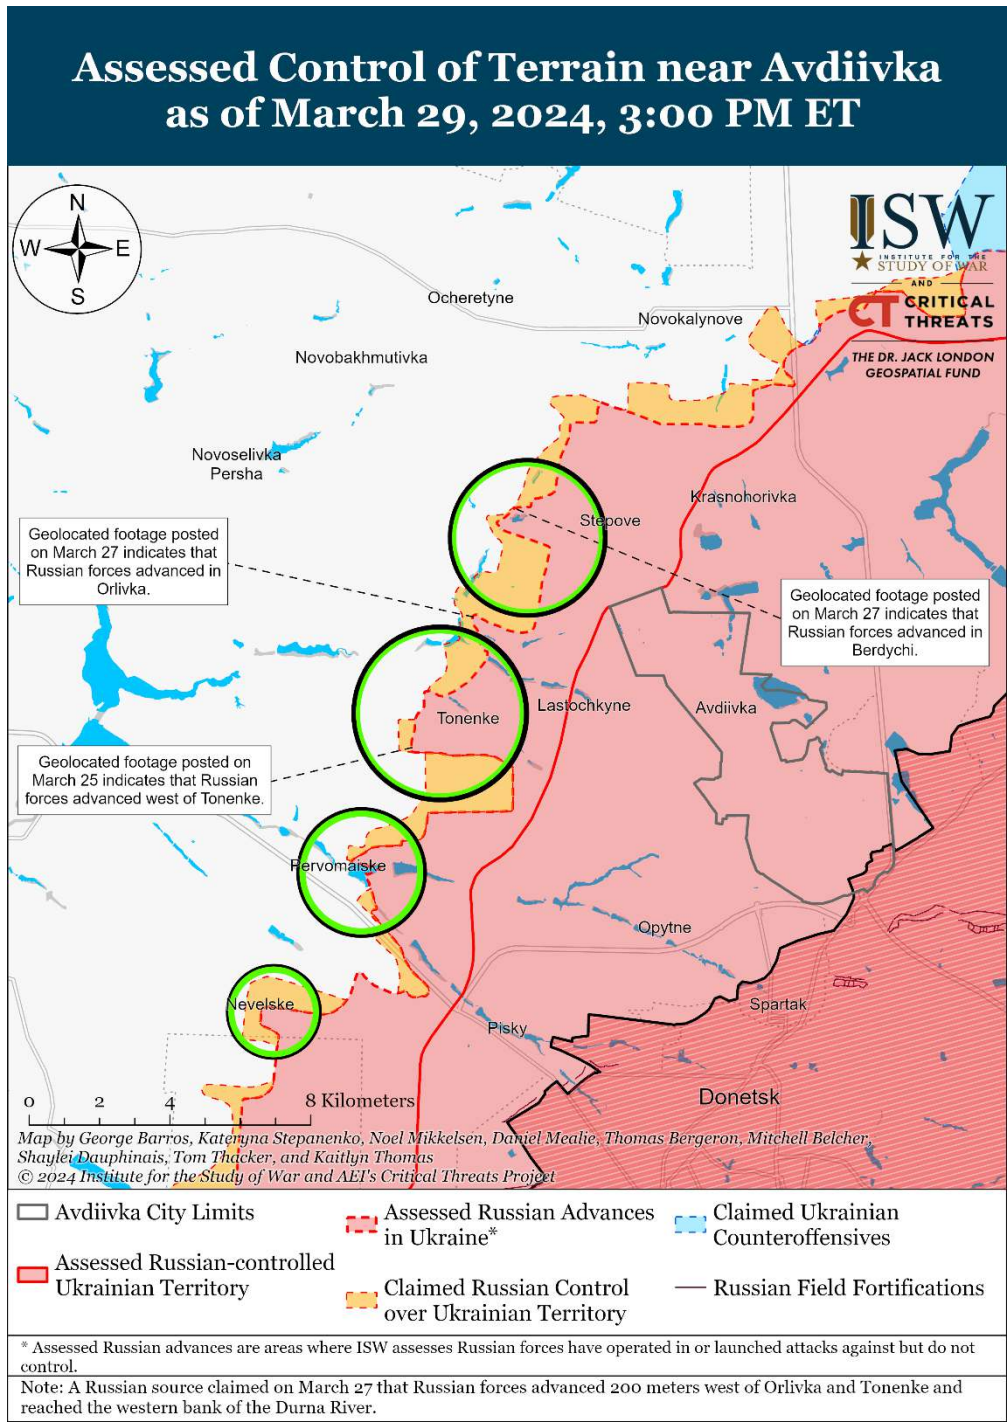 Assessed Control of Terrain near Avdiivka
as of March 29, 2024, 3:00 PM ET
N
W
E
S
ISW
INSTITUTE FOR THE
STUDY OF WAR
AND
CT CRITICAL
THREATS
THE DR. JACK LONDON
GEOSPATIAL FUND
Ocheretyne
Novokalynove
Novobakhmutivka
Novoselivka
Persha
Krasnohorivka
Stepove
Geolocated footage posted
on March 27 indicates that
Russian forces advanced in
Orlivka.
Geolocated footage posted
on March 27 indicates that
Russian forces advanced in
Berdychi.
Lastochkyne
Avdiivka
Tonenke
Geolocated footage posted on
March 25 indicates that Russian
forces advanced west of Tonenke.
Pervomaiske
Opytne
Nevelske
Spartak
Pisky
Donetsk
0 2 4 8 Kilometers
Map by George Barros, Kateryna Stepanenko, Noel Mikkelsen, Daniel Mealie, Thomas Bergeron, Mitchell Belcher,
Shaylei Dauphinais, Tom Thacker, and Kaitlyn Thomas
© 2024 Institute for the Study of War and AEI's Critical Threats Project
Avdiivka City Limits
Assessed Russian-controlled
Ukrainian Territory
Assessed Russian Advances
in Ukraine*
Claimed Russian Control
over Ukrainian Territory
Claimed Ukrainian
Counteroffensives
Russian Field Fortifications
* Assessed Russian advances are areas where ISW assesses Russian forces have operated in or launched attacks against but do not
control.
Note: A Russian source claimed on March 27 that Russian forces advanced 200 meters west of Orlivka and Tonenke and
reached the western bank of the Durna River.